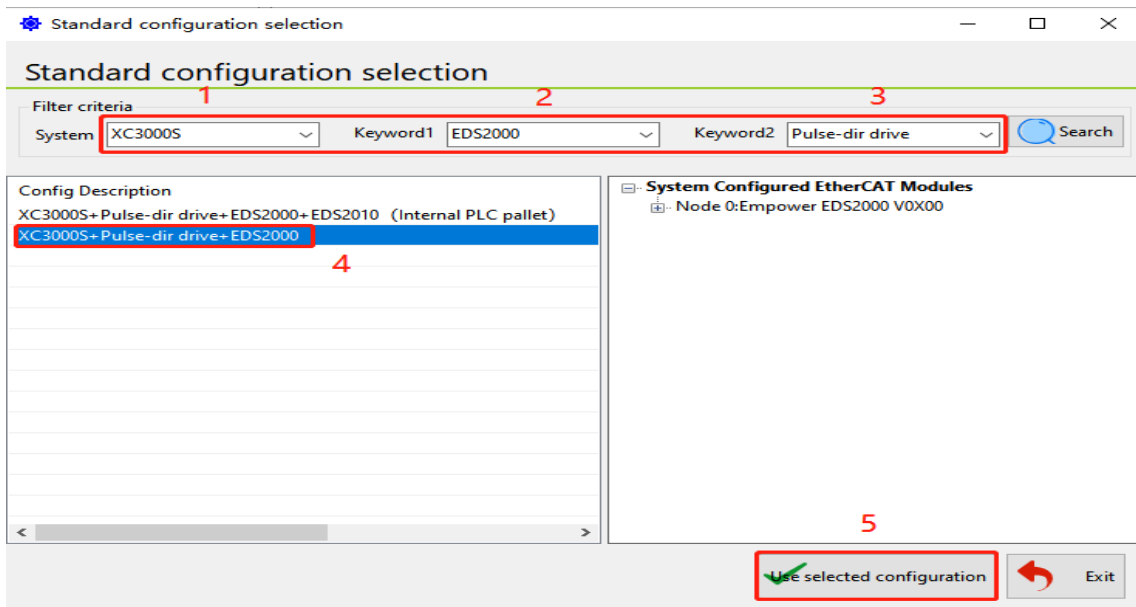 Standard configuration selection
Standard configuration selection
1 2 3
Filter criteria
System XC3000S Keyword1 EDS2000 Keyword2 Pulse-dir drive Search
Config Description
XC3000S+Pulse-dir drive+EDS2000+EDS2010 (Internal PLC pallet)
XC3000S+Pulse-dir drive+EDS2000
4
System Configured EtherCAT Modules
Node 0:Empower EDS2000 V0X00
5
Use selected configuration Exit